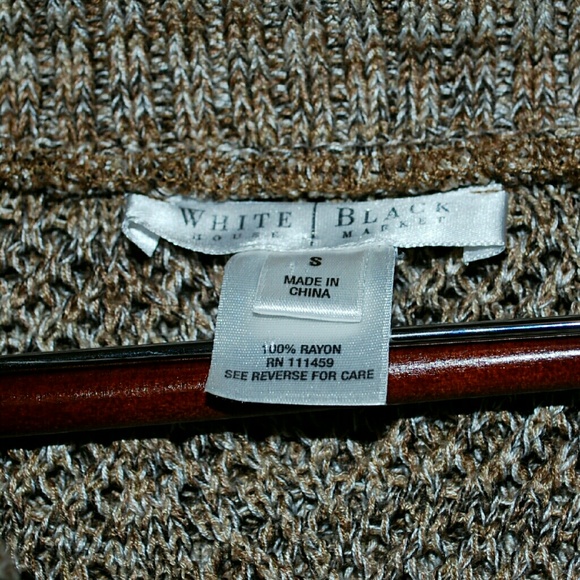 WHITE | BLACK
HOUSE | MARKET
S
MADE IN
CHINA
100% RAYON
RN 111459
SEE REVERSE FOR CARE